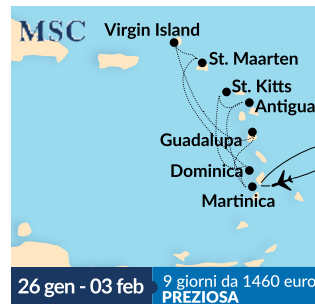 MSC
Virgin Island
St. Maarten
St. Kitts
Antigua
Guadalupa
Dominica
Martinica
26 gen - 03 feb
9 giorni da 1460 euro
PREZIOSA